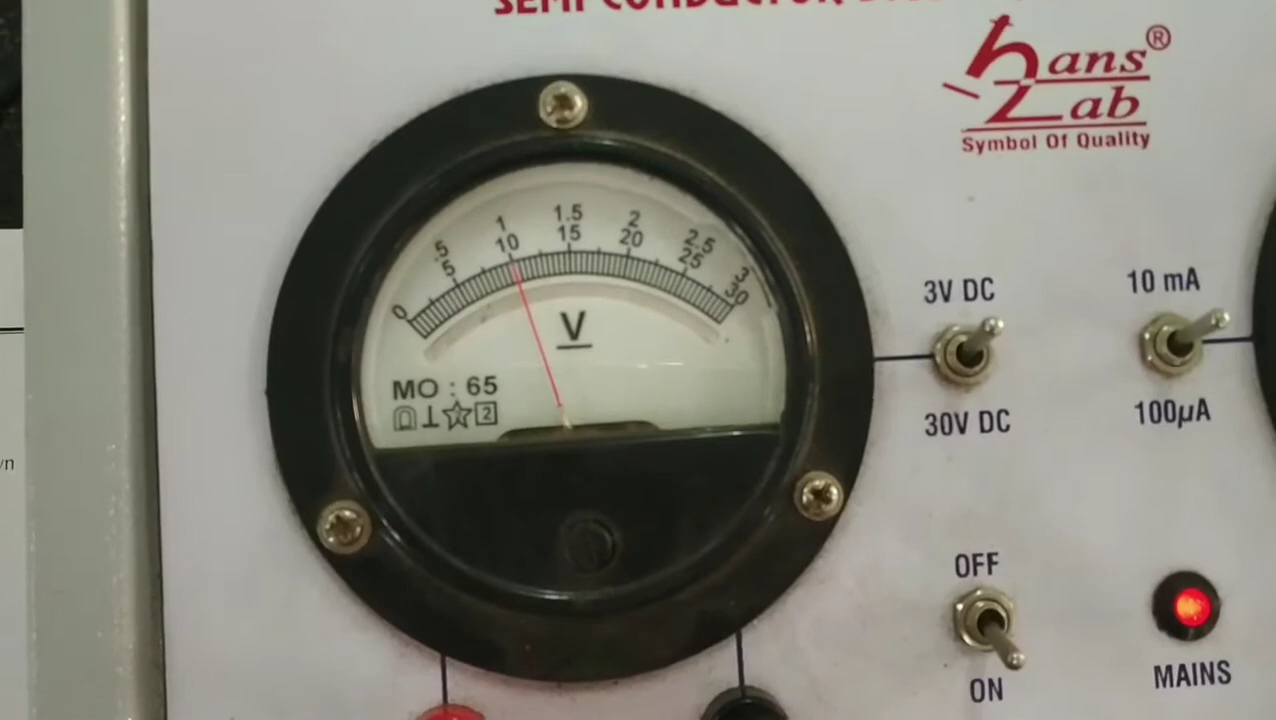 SEMI CONDUCTOR
hans ®
Lab
Symbol Of Quality
.5 1 1.5 2 2.5 3
0 5 10 15 20 25 30
V
MO : 65
2
3V DC
30V DC
10 mA
100µA
OFF
ON
MAINS